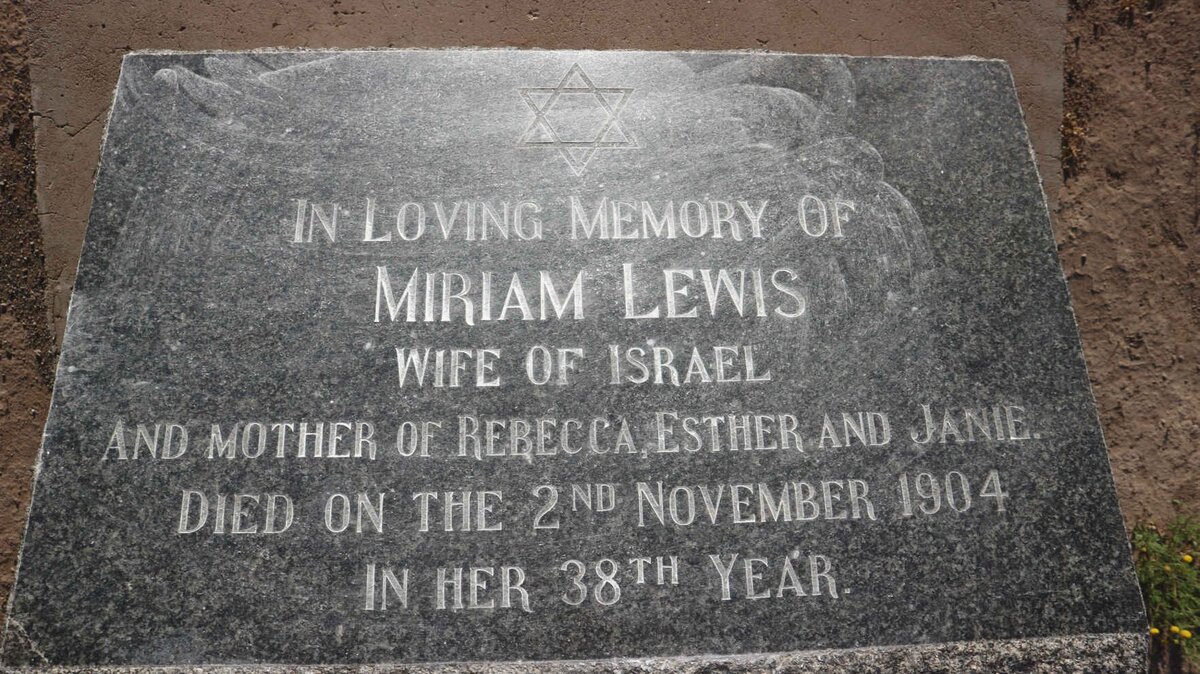 In Loving Memory Of
Miriam Lewis
Wife of Israel
And mother of Rebecca, Esther and Janie.
Died on the 2nd November 1904
In her 38th Year.